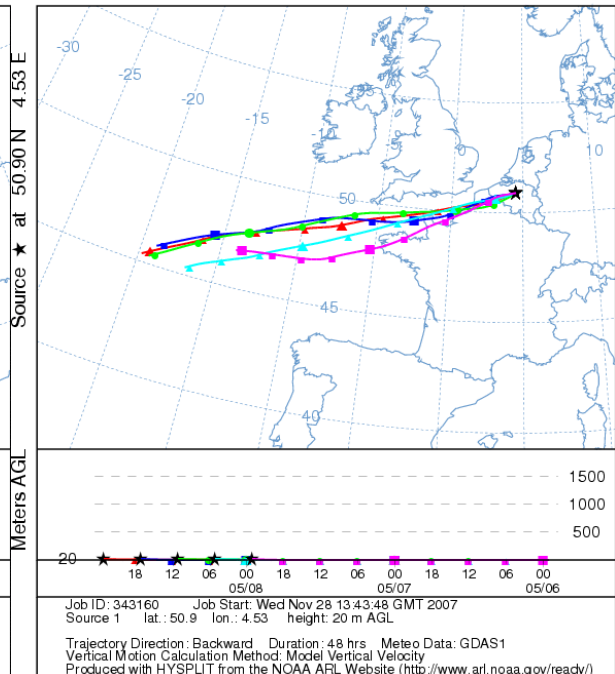 Source ★ at 50.90 N 4.53 E
-30
-25
-20
-15
0
10
50
45
40
Meters AGL
1500
1000
500
20
18 12 06 00 18 12 06 00 18 12 06 00
05/08 05/07 05/06
Job ID: 343160 Job Start: Wed Nov 28 13:43:48 GMT 2007
Source 1 lat.: 50.9 lon.: 4.53 height: 20 m AGL
Trajectory Direction: Backward Duration: 48 hrs Meteo Data: GDAS1
Vertical Motion Calculation Method: Model Vertical Velocity
Produced with HYSPLIT from the NOAA ARL Website (http://www.arl.noaa.gov/ready/)